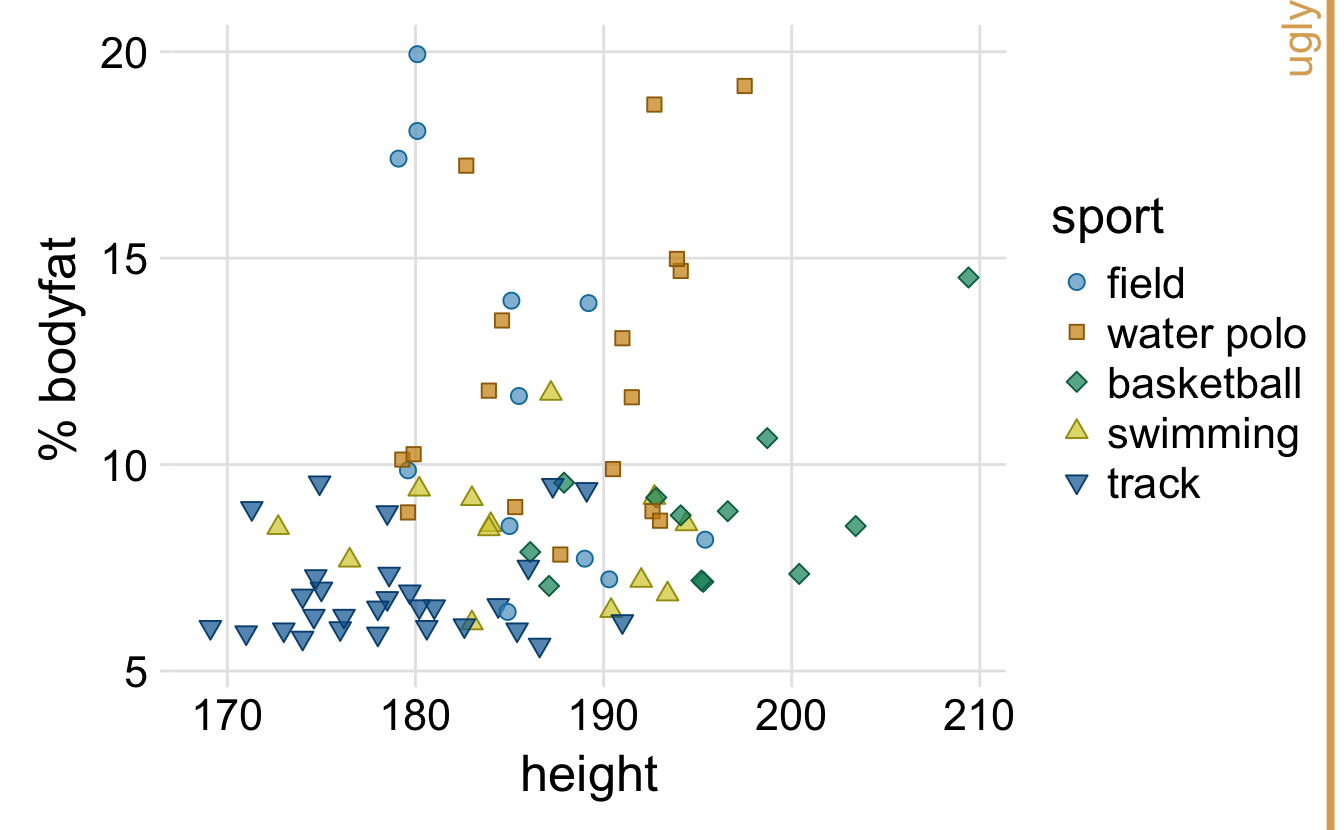 ugly
20
15
10
5
% bodyfat
170 180 190 200 210
height
sport
field
water polo
basketball
swimming
track